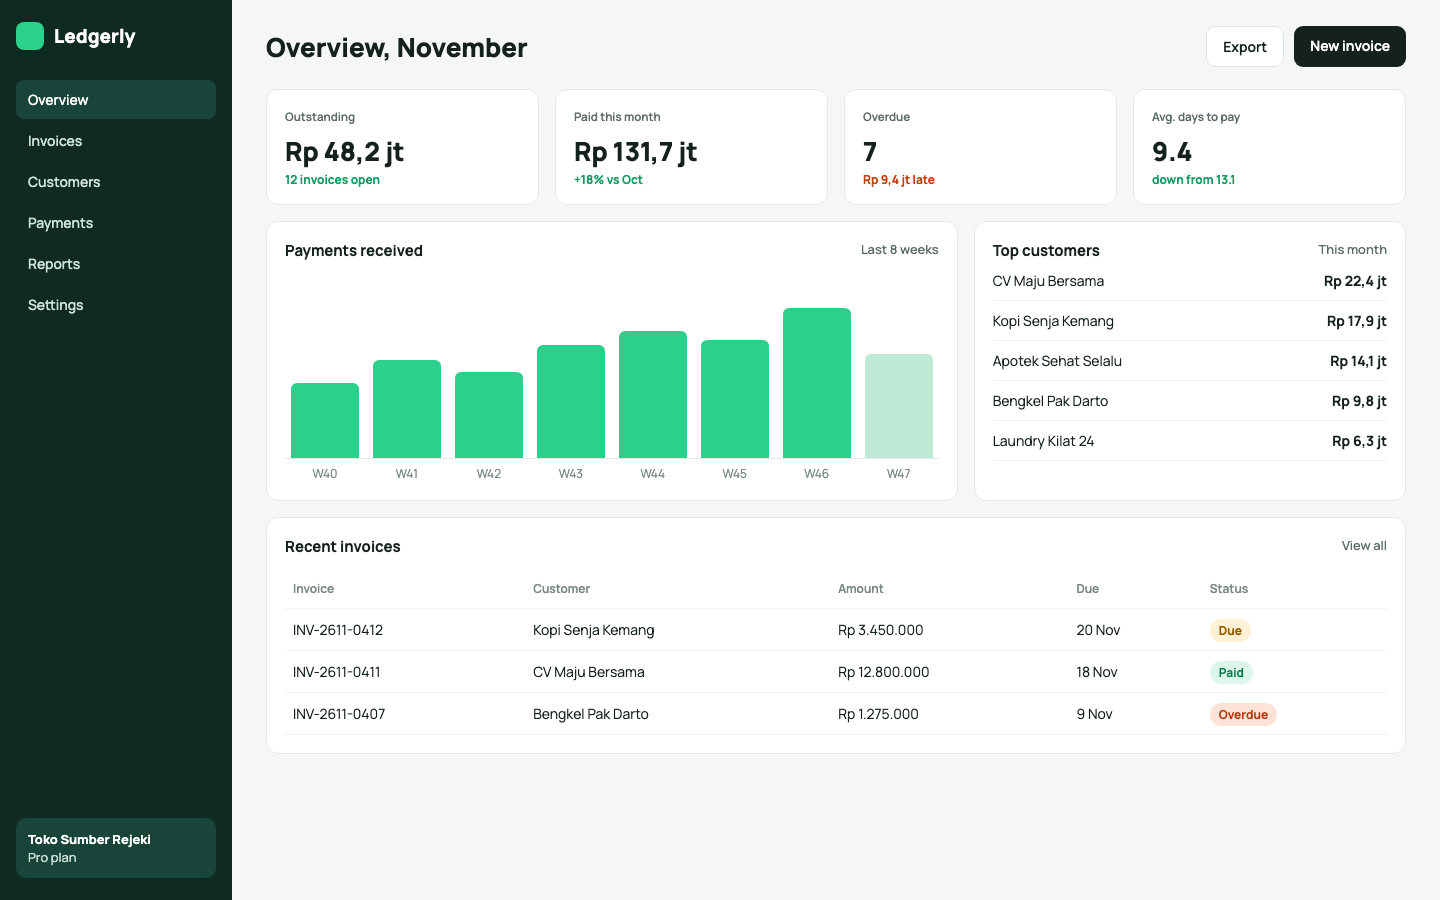 Ledgerly
Overview
Invoices
Customers
Payments
Reports
Settings
Toko Sumber Rejeki
Pro plan
Overview, November
Export
New invoice
Outstanding
Rp 48,2 jt
12 invoices open
Paid this month
Rp 131,7 jt
+18% vs Oct
Overdue
7
Rp 9,4 jt late
Avg. days to pay
9.4
down from 13.1
Payments received
Last 8 weeks
W40
W41
W42
W43
W44
W45
W46
W47
Top customers
This month
CV Maju Bersama Rp 22,4 jt
Kopi Senja Kemang Rp 17,9 jt
Apotek Sehat Selalu Rp 14,1 jt
Bengkel Pak Darto Rp 9,8 jt
Laundry Kilat 24 Rp 6,3 jt
Recent invoices
View all
Invoice Customer Amount Due Status
INV-2611-0412 Kopi Senja Kemang Rp 3.450.000 20 Nov Due
INV-2611-0411 CV Maju Bersama Rp 12.800.000 18 Nov Paid
INV-2611-0407 Bengkel Pak Darto Rp 1.275.000 9 Nov Overdue